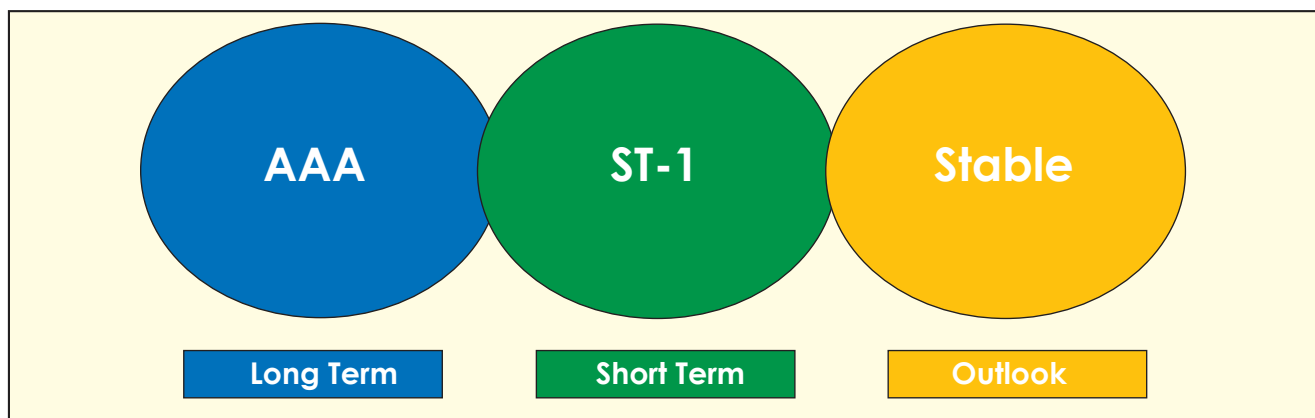 AAA
ST-1
Stable
Long Term
Short Term
Outlook